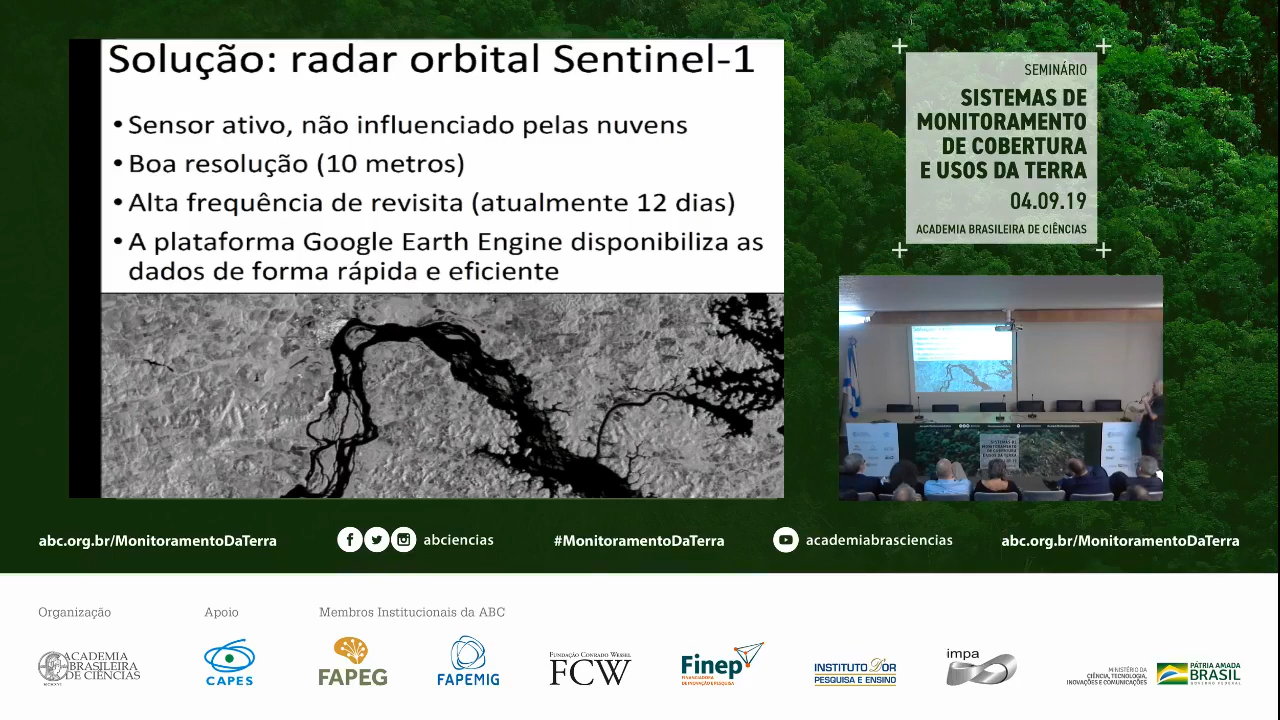 Solução: radar orbital Sentinel-1
• Sensor ativo, não influenciado pelas nuvens
• Boa resolução (10 metros)
• Alta frequência de revisita (atualmente 12 dias)
• A plataforma Google Earth Engine disponibiliza as
dados de forma rápida e eficiente
SEMINÁRIO
SISTEMAS DE
MONITORAMENTO
DE COBERTURA
E USOS DA TERRA
04.09.19
ACADEMIA BRASILEIRA DE CIÊNCIAS
abc.org.br/MonitoramentoDaTerra
abciencias
#MonitoramentoDaTerra
academiabrasciencias
abc.org.br/MonitoramentoDaTerra
Organização
Apoio
Membros Institucionais da ABC
ACADEMIA
BRASILEIRA
DE CIÊNCIAS
CAPES
FAPEG
FAPEMIG
FUNDAÇÃO CONRADO WESSEL
FCW
Finep
FINANCIADORA
DE INOVAÇÃO E PESQUISA
INSTITUTO D'OR
PESQUISA E ENSINO
impa
MINISTÉRIO DA
CIÊNCIA, TECNOLOGIA,
INOVAÇÕES E COMUNICAÇÕES
PÁTRIA AMADA
BRASIL
GOVERNO FEDERAL